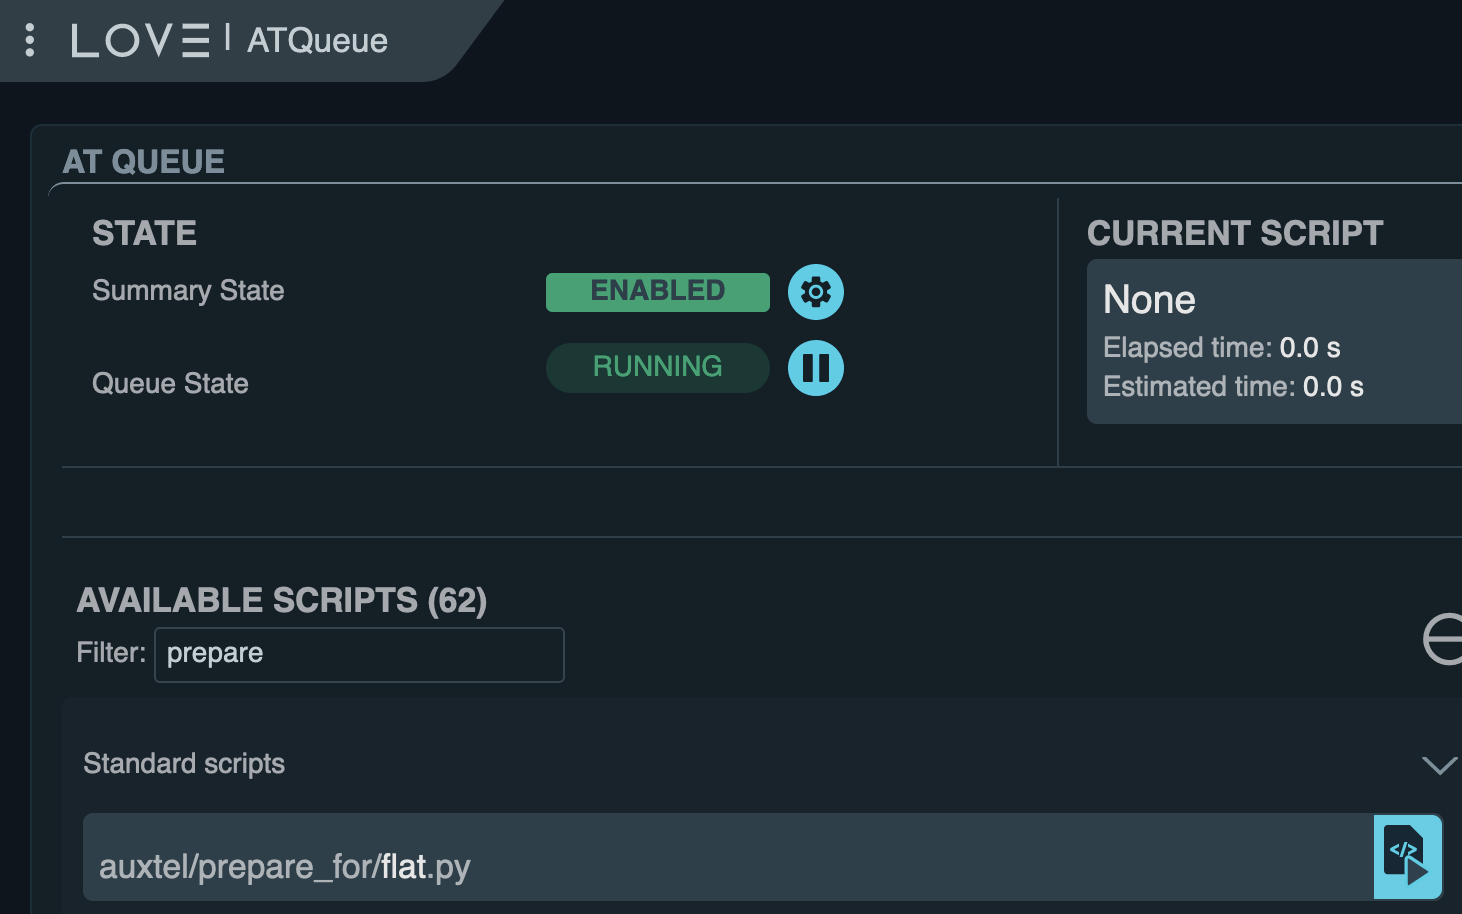 LOVE | ATQueue
AT QUEUE
STATE
Summary State
ENABLED
Queue State
RUNNING
CURRENT SCRIPT
None
Elapsed time: 0.0 s
Estimated time: 0.0 s
AVAILABLE SCRIPTS (62)
Filter: prepare
Standard scripts
auxtel/prepare_for/flat.py